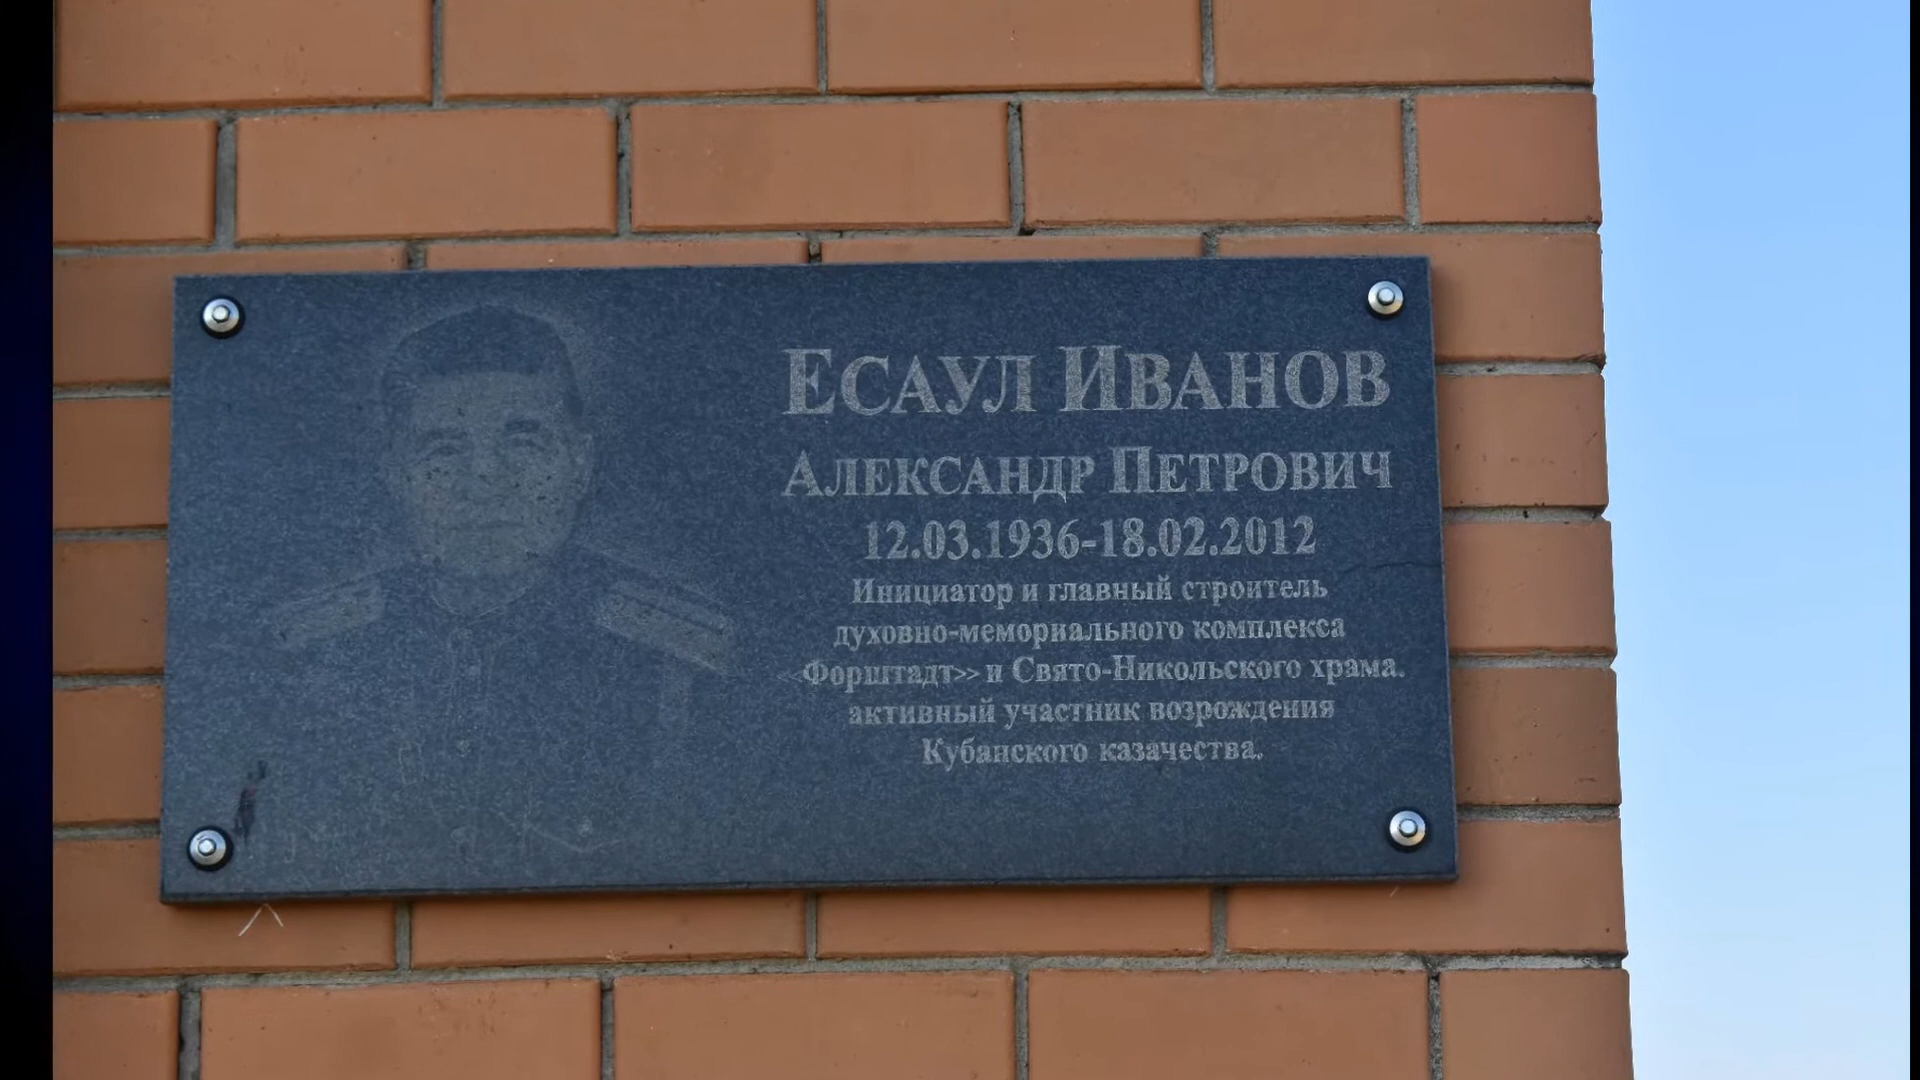 ЕСАУЛ ИВАНОВ
АЛЕКСАНДР ПЕТРОВИЧ
12.03.1936-18.02.2012
Инициатор и главный строитель
духовно-мемориального комплекса
«Форштадт» и Свято-Никольского храма.
активный участник возрождения
Кубанского казачества.